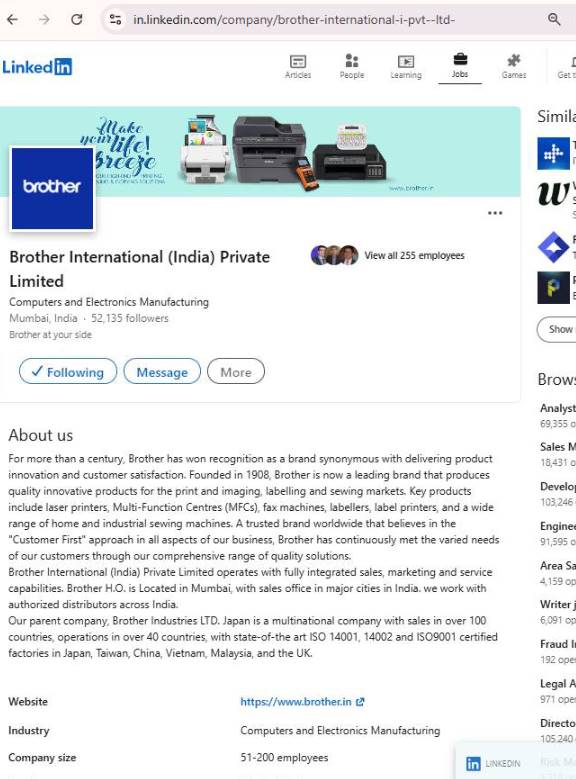 in.linkedin.com/company/brother-international-i-pvt--ltd-
Linkedin
Articles People Learning Jobs Games Get t
Make
your life!
breeze
www.brother.in
brother
Brother International (India) Private
Limited
View all 255 employees
Computers and Electronics Manufacturing
Mumbai, India · 52,135 followers
Brother at your side
Following Message More
About us
For more than a century, Brother has won recognition as a brand synonymous with delivering product
innovation and customer satisfaction. Founded in 1908, Brother is now a leading brand that produces
quality innovative products for the print and imaging, labelling and sewing markets. Key products
include laser printers, Multi-Function Centres (MFCs), fax machines, labellers, label printers, and a wide
range of home and industrial sewing machines. A trusted brand worldwide that believes in the
"Customer First" approach in all aspects of our business, Brother has continuously met the varied needs
of our customers through our comprehensive range of quality solutions.
Brother International (India) Private Limited operates with fully integrated sales, marketing and service
capabilities. Brother H.O. is Located in Mumbai, with sales office in major cities in India. we work with
authorized distributors across India.
Our parent company, Brother Industries LTD. Japan is a multinational company with sales in over 100
countries, operations in over 40 countries, with state-of-the art ISO 14001, 14002 and ISO9001 certified
factories in Japan, Taiwan, China, Vietnam, Malaysia, and the UK.
Website https://www.brother.in
Industry Computers and Electronics Manufacturing
Company size 51-200 employees
Simila
Show
Brows
Analyst
69,355 o
Sales M
18,431 o
Develop
103,246
Enginee
91,595 o
Area Sa
4,159 op
Writer j
6,091 op
Fraud I
192 ope
Legal A
971 ope
Directo
105,240
LINKEDIN